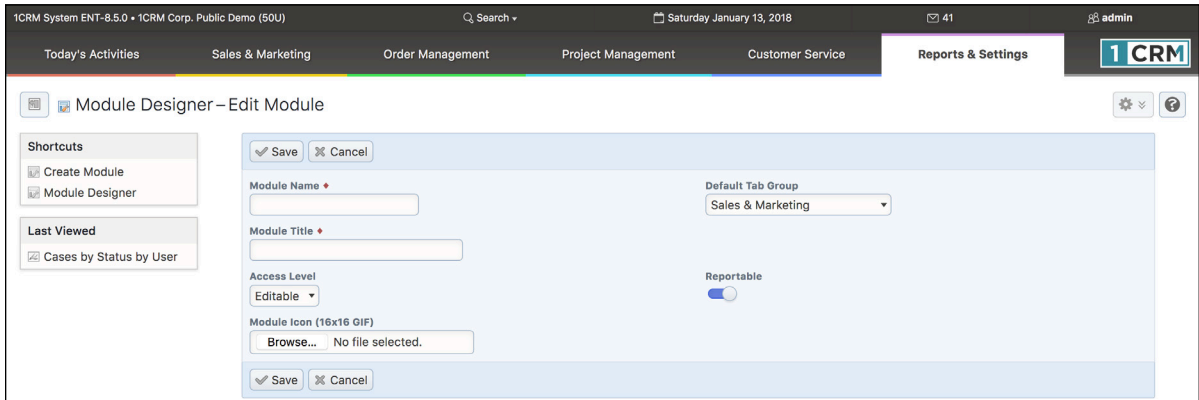 1CRM System ENT-8.5.0 • 1CRM Corp. Public Demo (50U) Search Saturday January 13, 2018 41 admin
Today's Activities Sales & Marketing Order Management Project Management Customer Service Reports & Settings 1CRM
Module Designer – Edit Module
Shortcuts
Create Module
Module Designer
Last Viewed
Cases by Status by User
Save Cancel
Module Name ♦ Default Tab Group
Sales & Marketing
Module Title ♦
Access Level Reportable
Editable
Module Icon (16x16 GIF)
Browse... No file selected.
Save Cancel